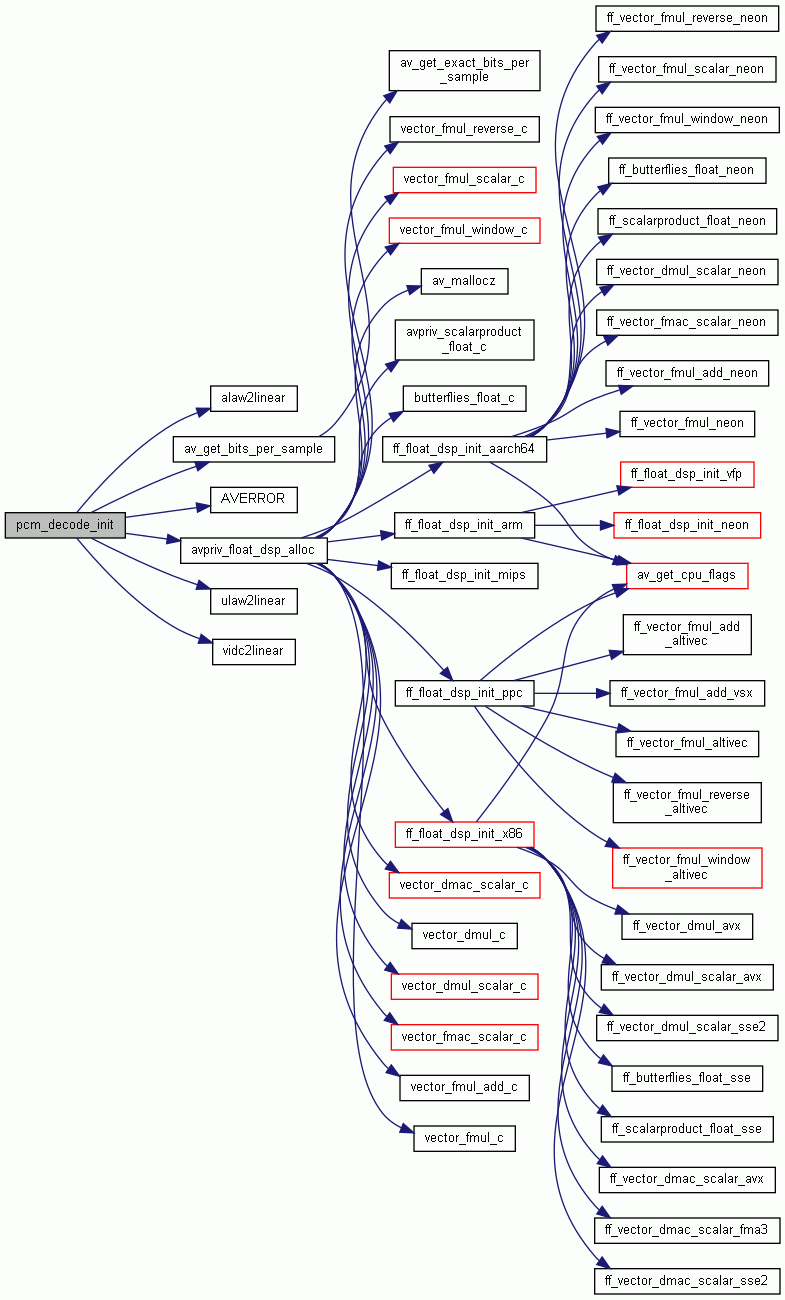 pcm_decode_init
alaw2linear
av_get_bits_per_sample
AVERROR
avpriv_float_dsp_alloc
ulaw2linear
vidc2linear
av_get_exact_bits_per
_sample
vector_fmul_reverse_c
vector_fmul_scalar_c
vector_fmul_window_c
av_mallocz
avpriv_scalarproduct
_float_c
butterflies_float_c
ff_float_dsp_init_aarch64
ff_float_dsp_init_arm
ff_float_dsp_init_mips
ff_float_dsp_init_ppc
ff_float_dsp_init_x86
vector_dmac_scalar_c
vector_dmul_c
vector_dmul_scalar_c
vector_fmac_scalar_c
vector_fmul_add_c
vector_fmul_c
ff_vector_fmul_reverse_neon
ff_vector_fmul_scalar_neon
ff_vector_fmul_window_neon
ff_butterflies_float_neon
ff_scalarproduct_float_neon
ff_vector_dmul_scalar_neon
ff_vector_fmac_scalar_neon
ff_vector_fmul_add_neon
ff_vector_fmul_neon
ff_float_dsp_init_vfp
ff_float_dsp_init_neon
av_get_cpu_flags
ff_vector_fmul_add
_altivec
ff_vector_fmul_add_vsx
ff_vector_fmul_altivec
ff_vector_fmul_reverse
_altivec
ff_vector_fmul_window
_altivec
ff_vector_dmul_avx
ff_vector_dmul_scalar_avx
ff_vector_dmul_scalar_sse2
ff_butterflies_float_sse
ff_scalarproduct_float_sse
ff_vector_dmac_scalar_avx
ff_vector_dmac_scalar_fma3
ff_vector_dmac_scalar_sse2